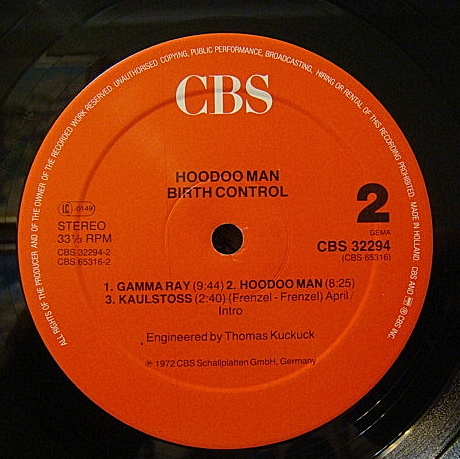 ALL RIGHTS OF THE PRODUCER AND OF THE OWNER OF THE RECORDED WORK RESERVED. UNAUTHORISED COPYING, PUBLIC PERFORMANCE, BROADCASTING, HIRING OR RENTAL OF THIS RECORDING PROHIBITED. MADE IN HOLLAND. CBS AND ® CBS INC.
CBS
HOODOO MAN
BIRTH CONTROL
LC-0149
STEREO
33⅓ RPM
CBS 32294-2
CBS 65316-2
2
GEMA
CBS 32294
(CBS 65316)
1. GAMMA RAY (9:44) 2. HOODOO MAN (8:25)
3. KAULSTOSS (2:40) (Frenzel - Frenzel) April /
Intro
Engineered by Thomas Kuckuck
℗ 1972 CBS Schallplatten GmbH, Germany